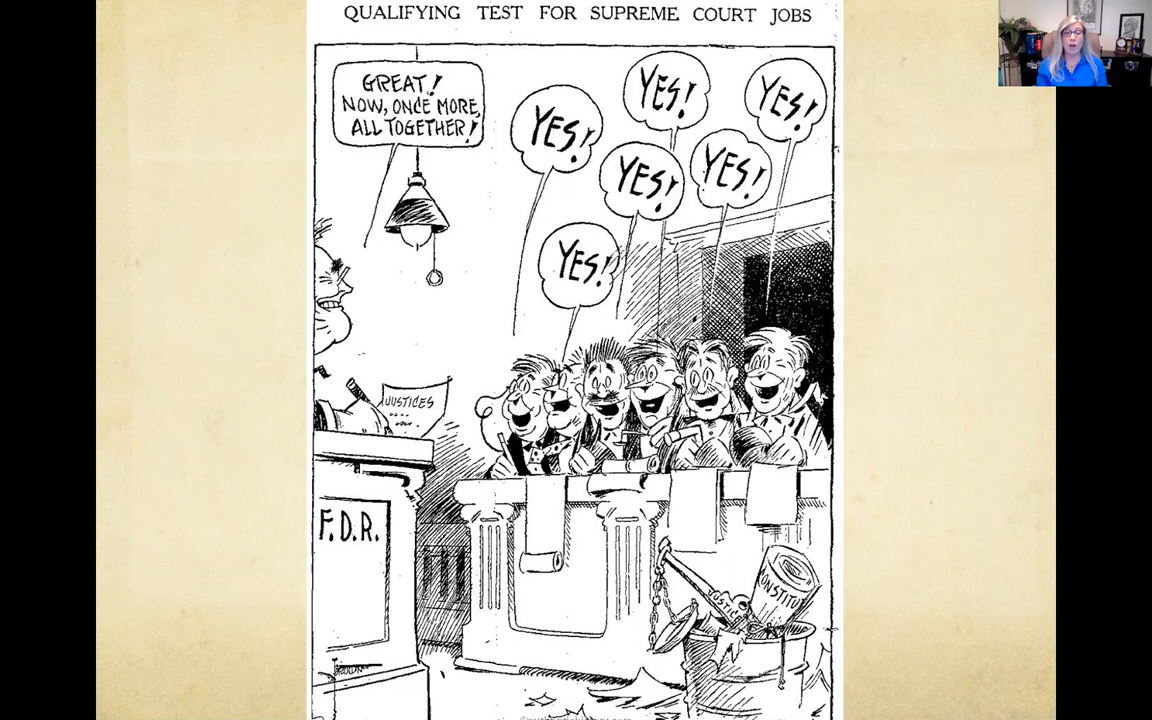 QUALIFYING TEST FOR SUPREME COURT JOBS
GREAT!
NOW, ONCE MORE,
ALL TOGETHER!
YES!
YES!
YES!
YES!
YES!
YES!
JUSTICES
F.D.R.
JUSTICE
CONSTITU